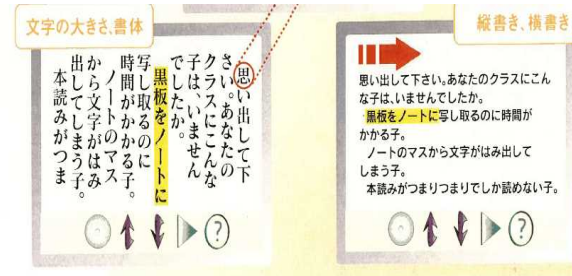 文字の大きさ、書体
思い出して下
さい。あなたの
クラスにこんな
子は、いません
でしたか。
黒板をノートに
写し取るのに
時間がかかる子。
ノートのマス
から文字がはみ
出してしまう子。
本読みがつま
?
縦書き、横書き
思い出して下さい。あなたのクラスにこん
な子は、いませんでしたか。
黒板をノートに写し取るのに時間が
かかる子。
ノートのマスから文字がはみ出して
しまう子。
本読みがつまりつまりでしか読めない子。
?